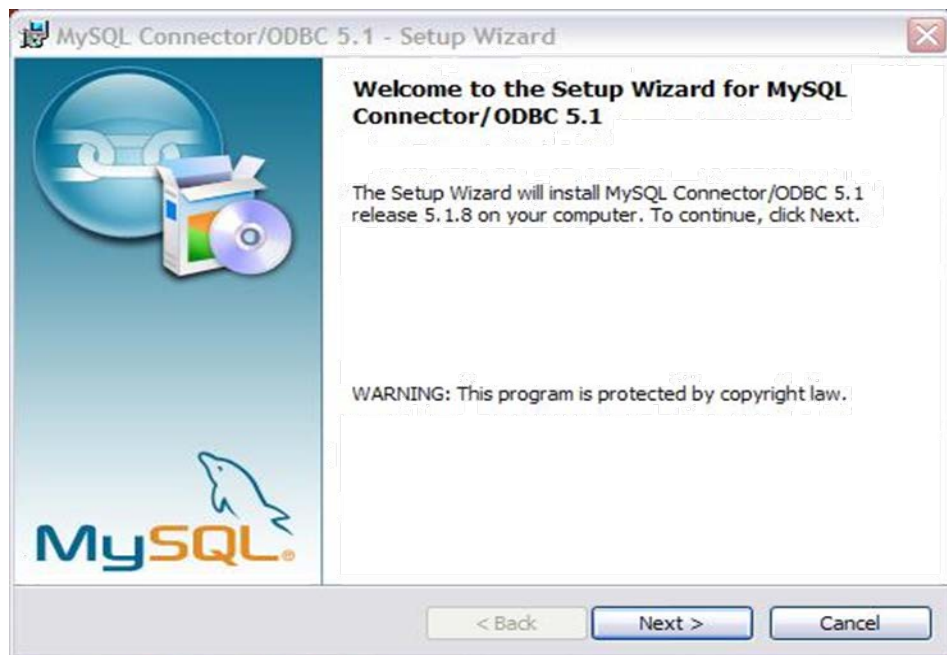 MySQL Connector/ODBC 5.1 - Setup Wizard
Welcome to the Setup Wizard for MySQL
Connector/ODBC 5.1
The Setup Wizard will install MySQL Connector/ODBC 5.1
release 5.1.8 on your computer. To continue, click Next.
WARNING: This program is protected by copyright law.
MySQL®
< Back Next > Cancel